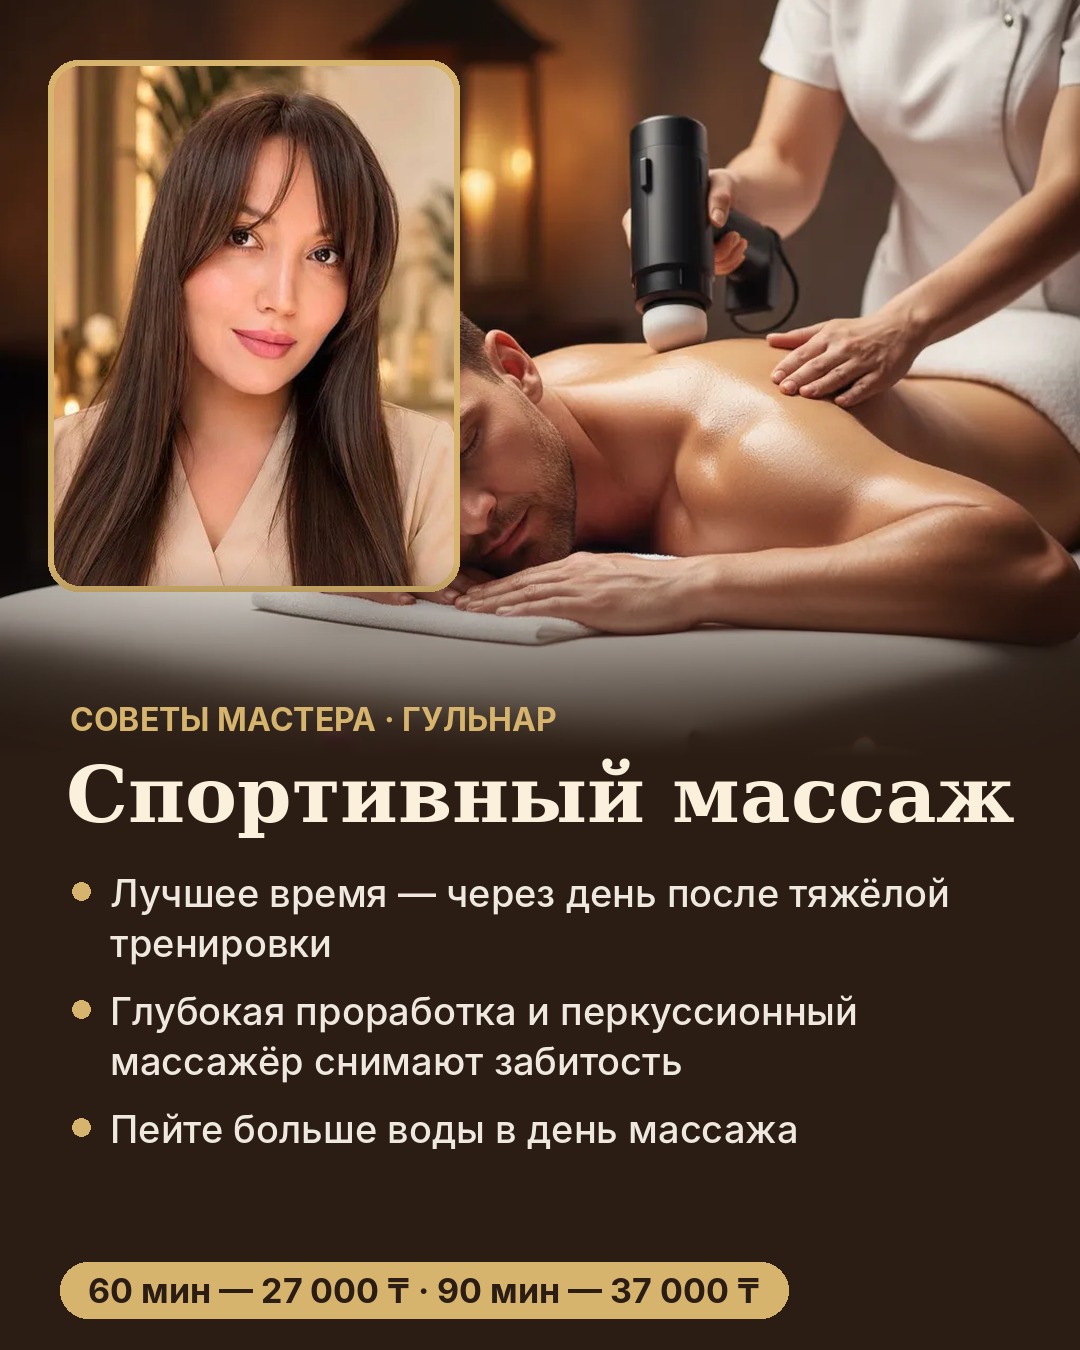 СОВЕТЫ МАСТЕРА · ГУЛЬНАР
Спортивный массаж
Лучшее время — через день после тяжёлой
тренировки
Глубокая проработка и перкуссионный
массажёр снимают забитость
Пейте больше воды в день массажа
60 мин — 27 000 ₸ · 90 мин — 37 000 ₸